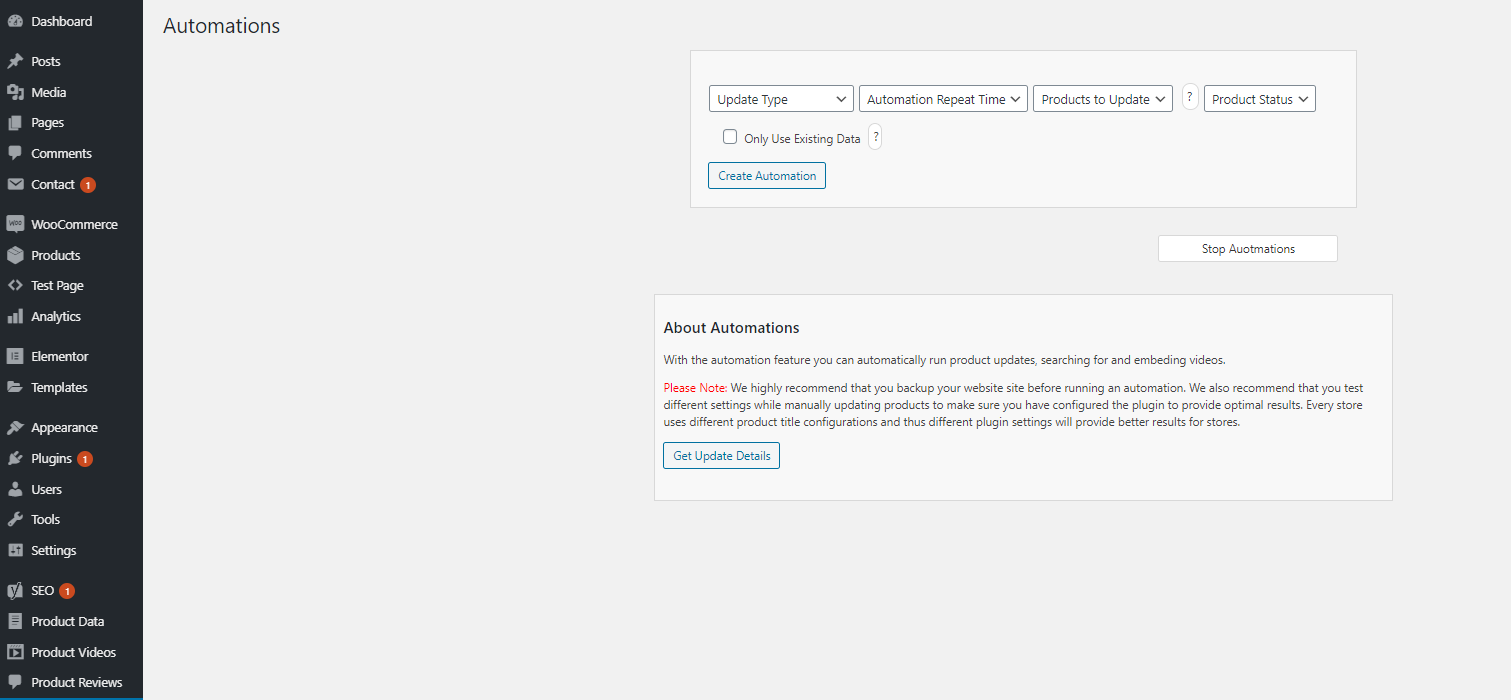 Dashboard
Posts
Media
Pages
Comments
Contact 1
WooCommerce
Products
Test Page
Analytics
Elementor
Templates
Appearance
Plugins 1
Users
Tools
Settings
SEO 1
Product Data
Product Videos
Product Reviews
Automations
Update Type Automation Repeat Time Products to Update ? Product Status
Only Use Existing Data ?
Create Automation
Stop Auotmations
About Automations
With the automation feature you can automatically run product updates, searching for and embeding videos.
Please Note: We highly recommend that you backup your website site before running an automation. We also recommend that you test
different settings while manually updating products to make sure you have configured the plugin to provide optimal results. Every store
uses different product title configurations and thus different plugin settings will provide better results for stores.
Get Update Details